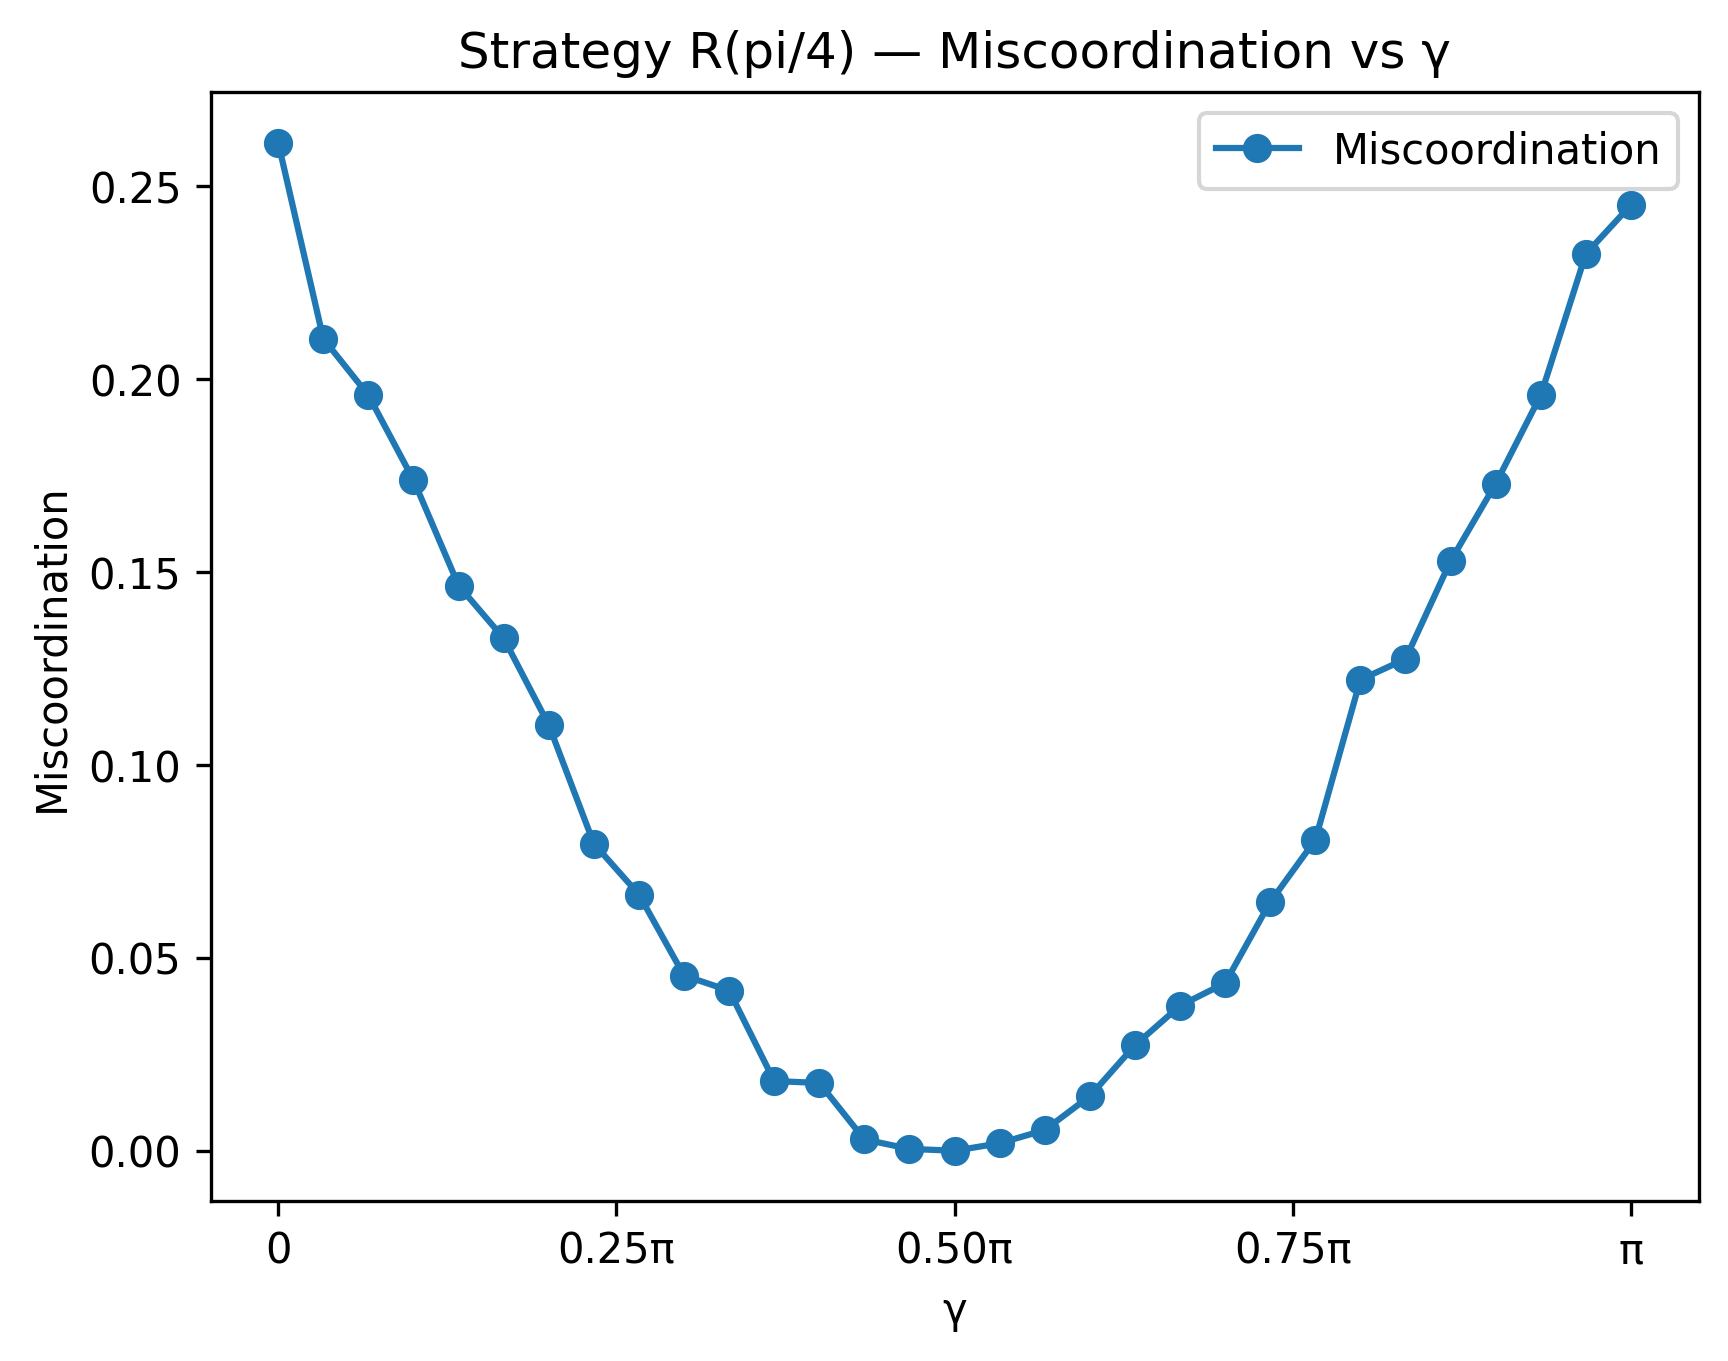 Strategy R(pi/4) — Miscoordination vs γ
Miscoordination
0.25
0.20
0.15
0.10
0.05
0.00
Miscoordination
0
0.25π
0.50π
0.75π
π
γ